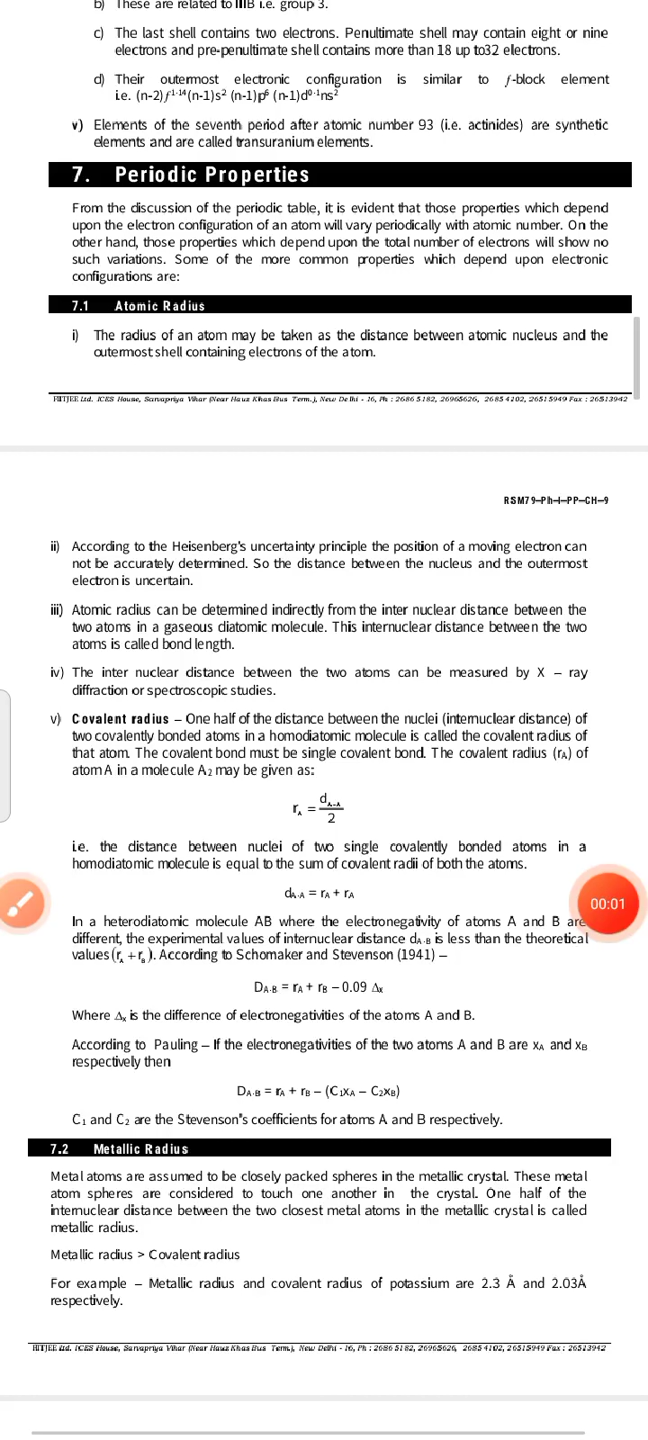 b) These are related to IIIB i.e. group 3.
c) The last shell contains two electrons. Penultimate shell may contain eight or nine
electrons and pre-penultimate shell contains more than 18 up to32 electrons.
d) Their outermost electronic configuration is similar to f-block element
i.e. (n-2)f¹⁻¹⁴(n-1)s² (n-1)p⁶ (n-1)d⁰⁻¹ns²
v) Elements of the seventh period after atomic number 93 (i.e. actinides) are synthetic
elements and are called transuranium elements.
7. Periodic Properties
From the discussion of the periodic table, it is evident that those properties which depend
upon the electron configuration of an atom will vary periodically with atomic number. On the
other hand, those properties which depend upon the total number of electrons will show no
such variations. Some of the more common properties which depend upon electronic
configurations are:
7.1 Atomic Radius
i) The radius of an atom may be taken as the distance between atomic nucleus and the
outermost shell containing electrons of the atom.
FIITJEE Ltd. ICES House, Sarvapriya Vihar (Near Hauz Khas Bus Term.), New Delhi - 16, Ph : 2686 5182, 26965626, 2685 4102, 26515949 Fax : 26513942
RSM79-Ph-I-PP-CH-9
ii) According to the Heisenberg's uncertainty principle the position of a moving electron can
not be accurately determined. So the distance between the nucleus and the outermost
electron is uncertain.
iii) Atomic radius can be determined indirectly from the inter nuclear distance between the
two atoms in a gaseous diatomic molecule. This internuclear distance between the two
atoms is called bond length.
iv) The inter nuclear distance between the two atoms can be measured by X – ray
diffraction or spectroscopic studies.
v) Covalent radius – One half of the distance between the nuclei (internuclear distance) of
two covalently bonded atoms in a homodiatomic molecule is called the covalent radius of
that atom. The covalent bond must be single covalent bond. The covalent radius (rA) of
atom A in a molecule A₂ may be given as:
rA = dA-A / 2
i.e. the distance between nuclei of two single covalently bonded atoms in a
homodiatomic molecule is equal to the sum of covalent radii of both the atoms.
dA-A = rA + rA
00:01
In a heterodiatomic molecule AB where the electronegativity of atoms A and B are
different, the experimental values of internuclear distance dA-B is less than the theoretical
values (rA + rB). According to Schomaker and Stevenson (1941) –
DA-B = rA + rB – 0.09 Δx
Where Δx is the difference of electronegativities of the atoms A and B.
According to Pauling – If the electronegativities of the two atoms A and B are xA and xB
respectively then
DA-B = rA + rB – (C₁xA – C₂xB)
C₁ and C₂ are the Stevenson's coefficients for atoms A and B respectively.
7.2 Metallic Radius
Metal atoms are assumed to be closely packed spheres in the metallic crystal. These metal
atom spheres are considered to touch one another in the crystal. One half of the
internuclear distance between the two closest metal atoms in the metallic crystal is called
metallic radius.
Metallic radius > Covalent radius
For example – Metallic radius and covalent radius of potassium are 2.3 Å and 2.03Å
respectively.
FIITJEE Ltd. ICES House, Sarvapriya Vihar (Near Hauz Khas Bus Term.), New Delhi - 16, Ph : 2686 5182, 26965626, 2685 4102, 26515949 Fax : 26513942